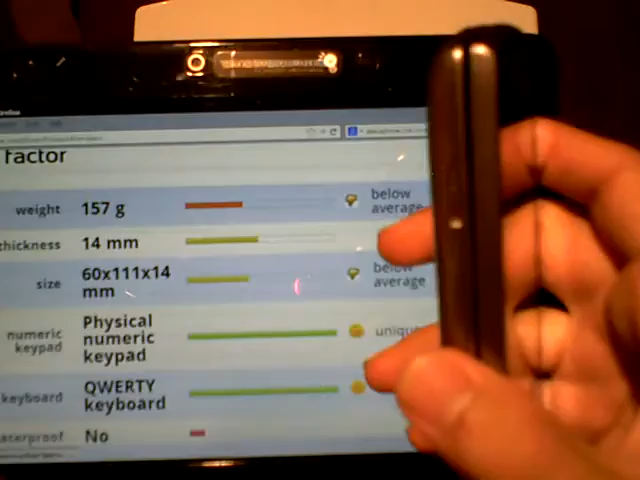 factor
weight 157 g below average
thickness 14 mm
size 60x111x14 mm below average
numeric keypad Physical numeric keypad
keyboard QWERTY keyboard
No